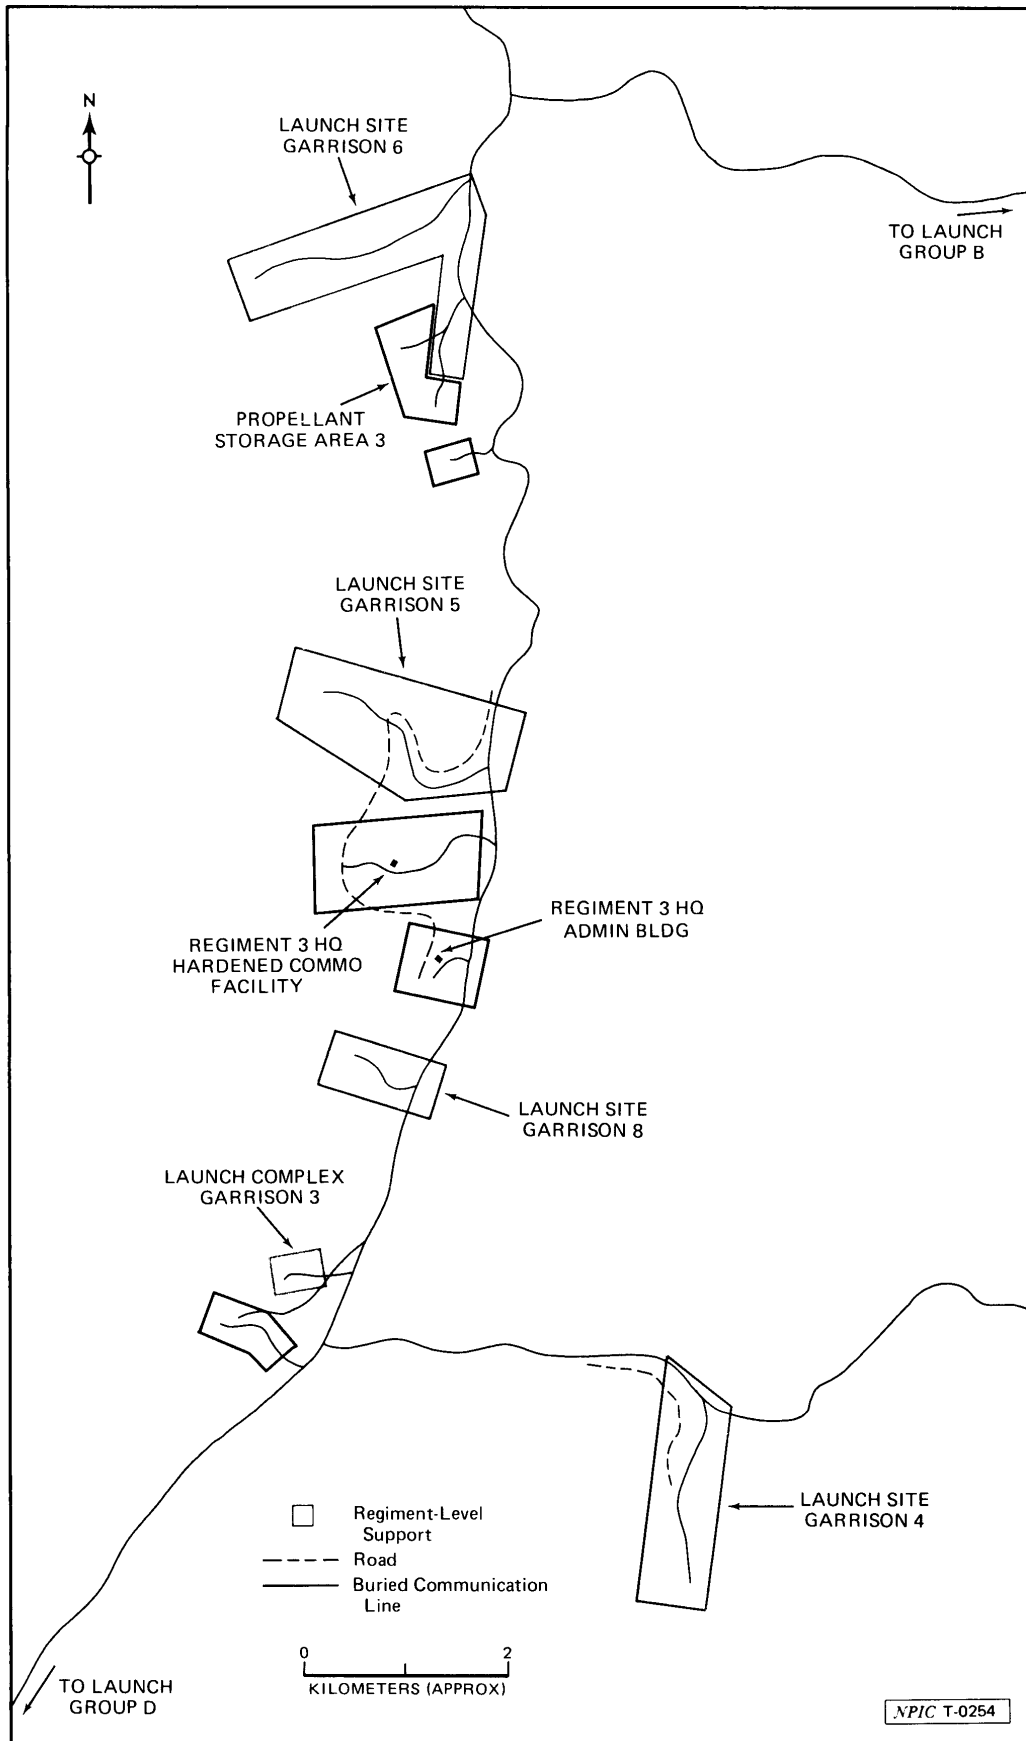 N
LAUNCH SITE
GARRISON 6
TO LAUNCH
GROUP B
PROPELLANT
STORAGE AREA 3
LAUNCH SITE
GARRISON 5
REGIMENT 3 HQ
ADMIN BLDG
REGIMENT 3 HQ
HARDENED COMMO
FACILITY
LAUNCH SITE
GARRISON 8
LAUNCH COMPLEX
GARRISON 3
LAUNCH SITE
GARRISON 4
Regiment-Level
Support
Road
Buried Communication
Line
0 2
KILOMETERS (APPROX)
TO LAUNCH
GROUP D
NPIC T-0254